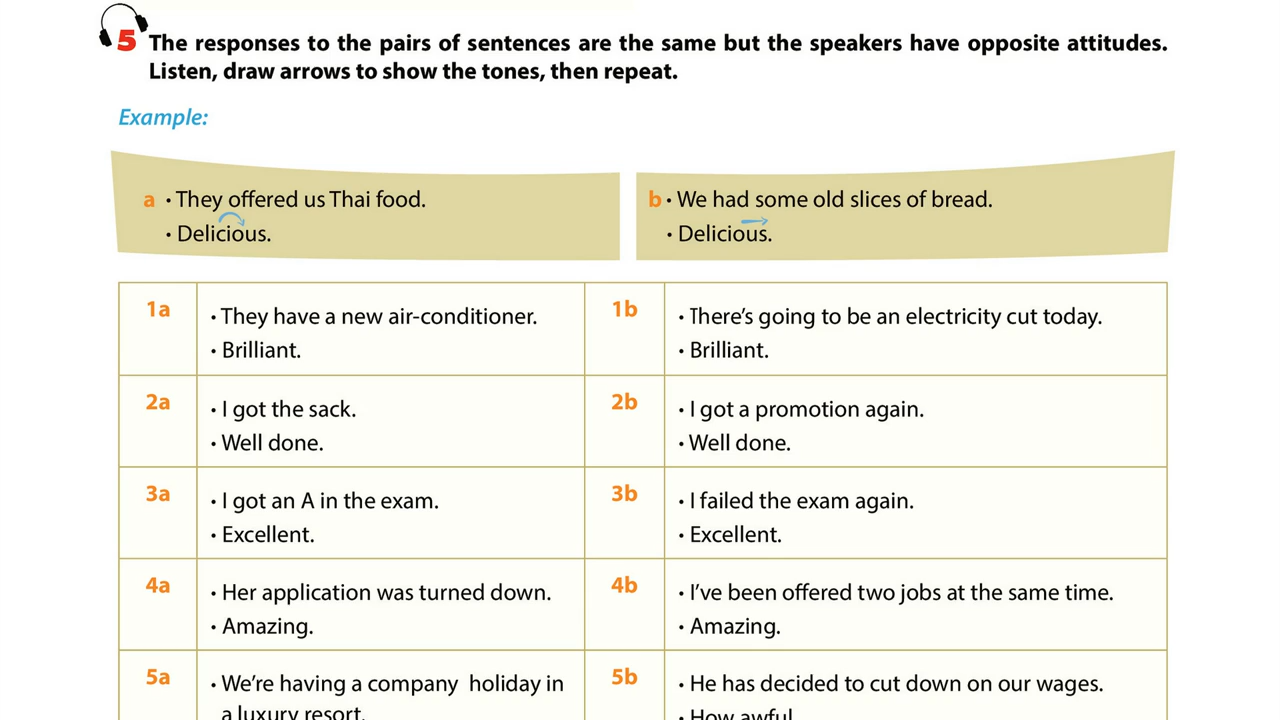 5 The responses to the pairs of sentences are the same but the speakers have opposite attitudes.
Listen, draw arrows to show the tones, then repeat.
Example:
a • They offered us Thai food.
• Delicious.
b • We had some old slices of bread.
• Delicious.
1a • They have a new air-conditioner.
• Brilliant.
1b • There's going to be an electricity cut today.
• Brilliant.
2a • I got the sack.
• Well done.
2b • I got a promotion again.
• Well done.
3a • I got an A in the exam.
• Excellent.
3b • I failed the exam again.
• Excellent.
4a • Her application was turned down.
• Amazing.
4b • I've been offered two jobs at the same time.
• Amazing.
5a • We're having a company holiday in
a luxury resort.
5b • He has decided to cut down on our wages.
• How awful.